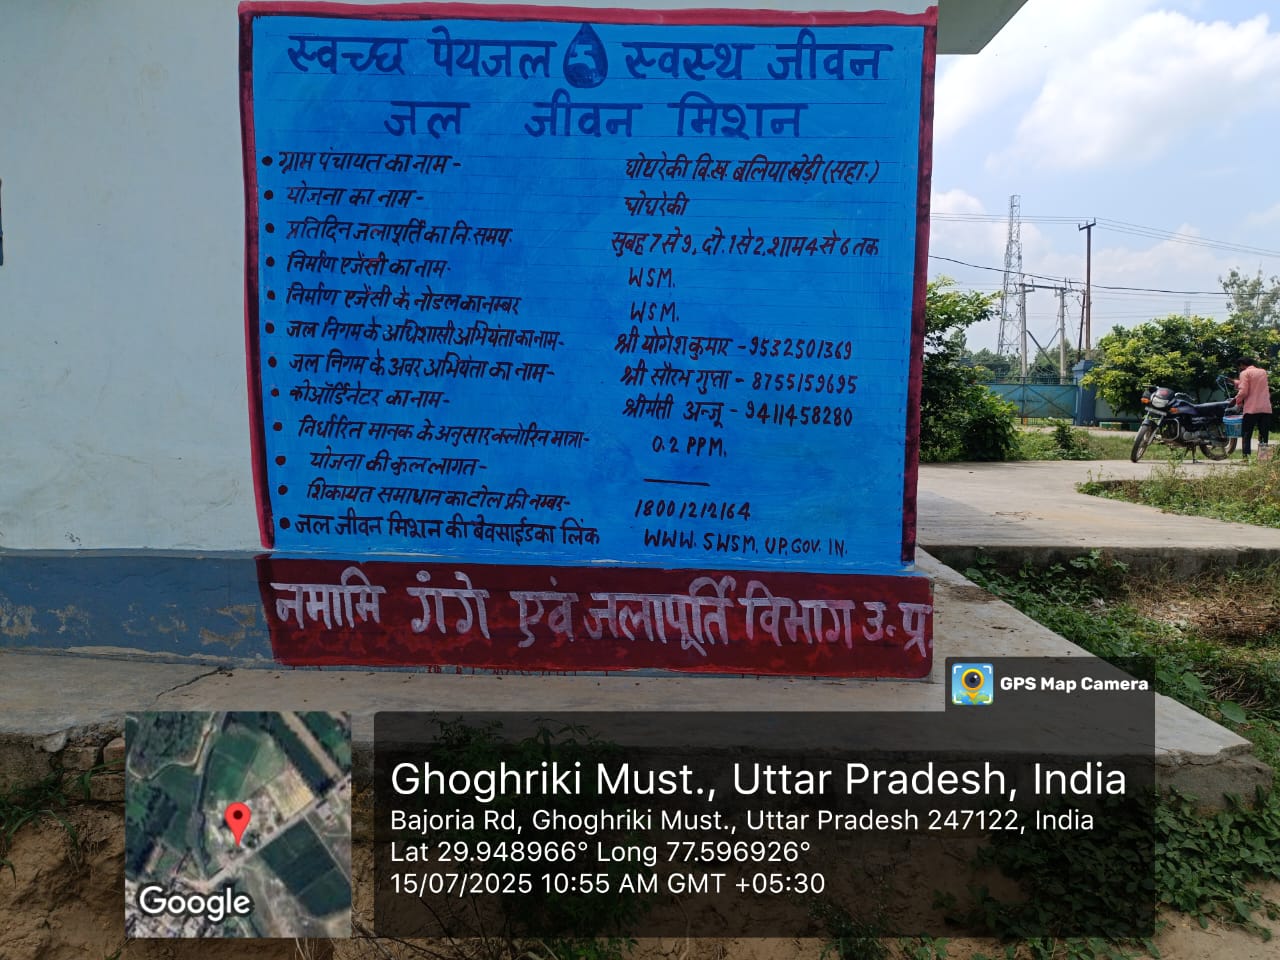 स्वच्छ पेयजल स्वस्थ जीवन
जल जीवन मिशन
• ग्राम पंचायत का नाम - घोघरेकी वि.ख. बलियाखेड़ी (सहा.)
• योजना का नाम - घोघरेकी
• प्रतिदिन जलापूर्ति का नि. समय. सुबह 7 से 9, दो. 1 से 2, शाम 4 से 6 तक
• निर्माण एजेंसी का नाम. WSM.
• निर्माण एजेंसी के नोडल का नम्बर WSM.
• जल निगम के अधिशासी अभियंता का नाम- श्री योगेश कुमार - 9532501369
• जल निगम के अवर अभियंता का नाम- श्री सौरभ गुप्ता - 8755159695
• कोऑर्डिनेटर का नाम- श्रीमती अन्जू - 9411458280
• निर्धारित मानक के अनुसार क्लोरिन मात्रा- 0.2 PPM.
• योजना की कुल लागत- —
• शिकायत समाधान का टोल फ्री नम्बर- 18001212164
• जल जीवन मिशन की बेवसाईड का लिंक WWW. SWSM. UP. GOV. IN.
नमामि गंगे एवं जलापूर्ति विभाग उ. प्र.
GPS Map Camera
Ghoghriki Must., Uttar Pradesh, India
Bajoria Rd, Ghoghriki Must., Uttar Pradesh 247122, India
Lat 29.948966° Long 77.596926°
15/07/2025 10:55 AM GMT +05:30
Google